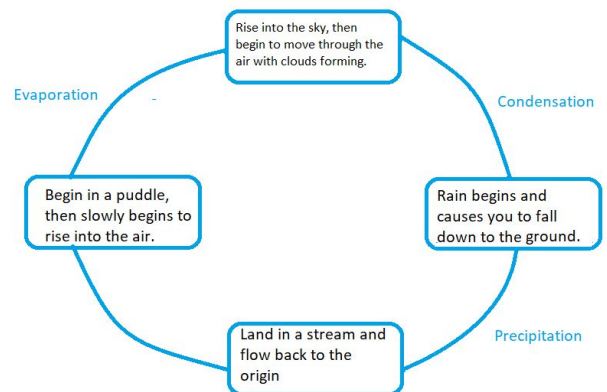 Rise into the sky, then
begin to move through the
air with clouds forming.
Evaporation
Condensation
Begin in a puddle,
then slowly begins to
rise into the air.
Rain begins and
causes you to fall
down to the ground.
Land in a stream and
flow back to the
origin
Precipitation